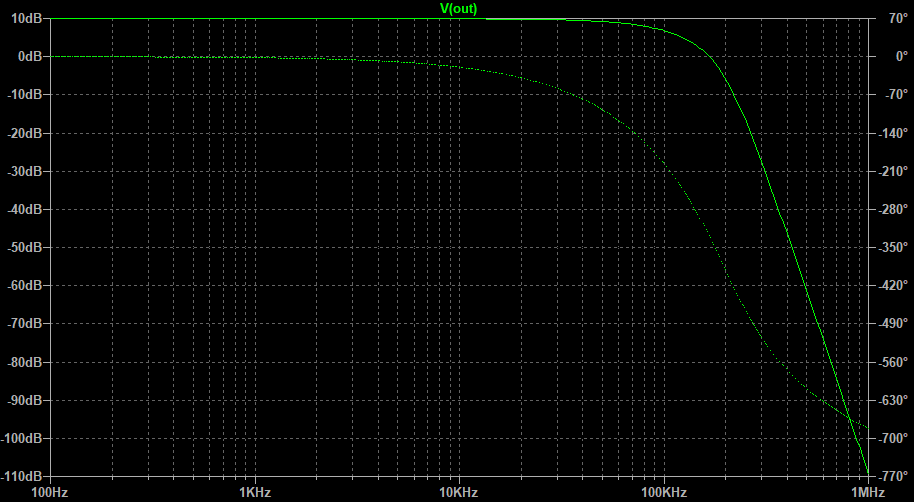 V(out)
10dB 70°
0dB 0°
-10dB -70°
-20dB -140°
-30dB -210°
-40dB -280°
-50dB -350°
-60dB -420°
-70dB -490°
-80dB -560°
-90dB -630°
-100dB -700°
-110dB -770°
100Hz 1KHz 10KHz 100KHz 1MHz